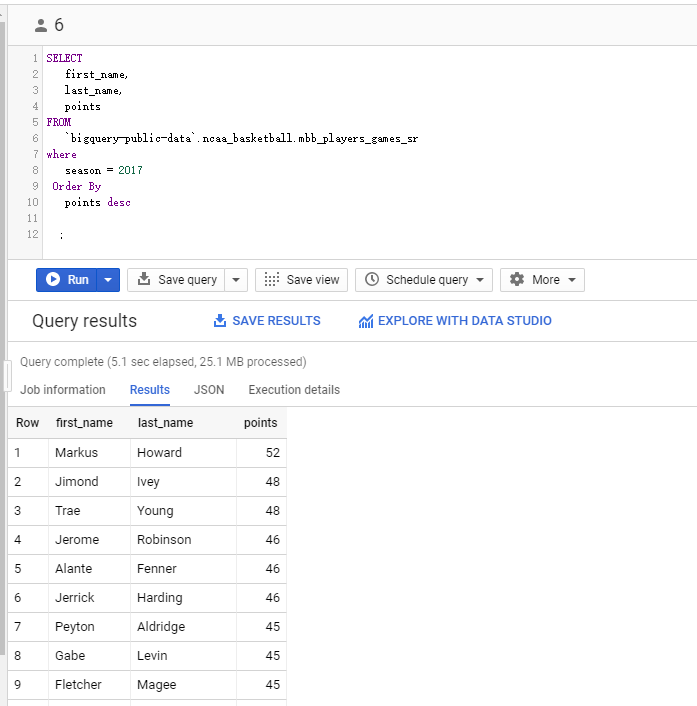 6
1 SELECT
2 first_name,
3 last_name,
4 points
5 FROM
6 `bigquery-public-data`.ncaa_basketball.mbb_players_games_sr
7 where
8 season = 2017
9 Order By
10 points desc
11
12 ;
Run Save query Save view Schedule query More
Query results SAVE RESULTS EXPLORE WITH DATA STUDIO
Query complete (5.1 sec elapsed, 25.1 MB processed)
Job information Results JSON Execution details
Row first_name last_name points
1 Markus Howard 52
2 Jimond Ivey 48
3 Trae Young 48
4 Jerome Robinson 46
5 Alante Fenner 46
6 Jerrick Harding 46
7 Peyton Aldridge 45
8 Gabe Levin 45
9 Fletcher Magee 45